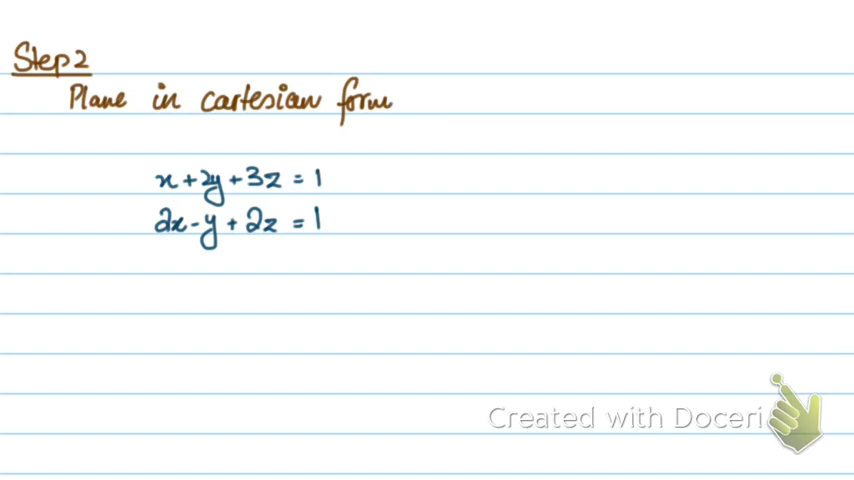 Step 2
Plane in cartesian form
x + 2y + 3z = 1
2x - y + 2z = 1
Created with Doceri